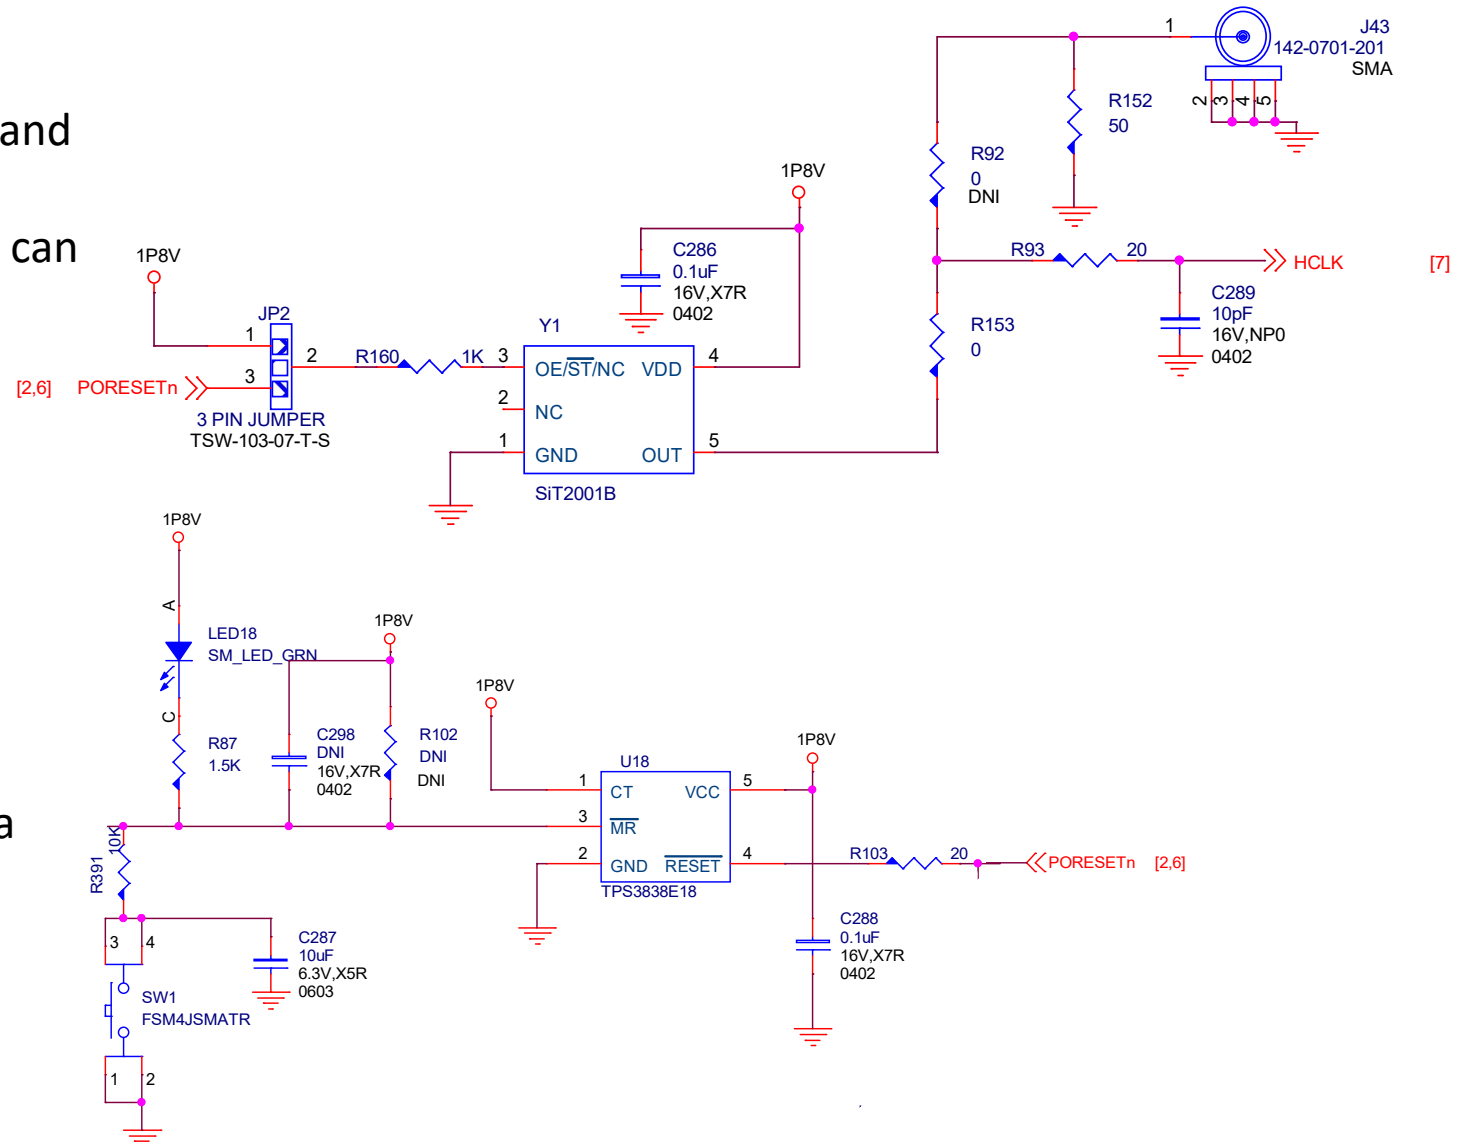 and
can
a
1
J43
142-0701-201
SMA
2
3
4
5
R152
50
R92
0
DNI
1P8V
C286
0.1uF
16V,X7R
0402
R93
20
HCLK
[7]
C289
10pF
16V,NP0
0402
R153
0
1P8V
JP2
1
2
3
[2,6] PORESETn
3 PIN JUMPER
TSW-103-07-T-S
R160
1K
Y1
3
OE/ST/NC
VDD
4
2
NC
1
GND
OUT
5
SiT2001B
1P8V
A
LED18
SM_LED_GRN
C
R87
1.5K
1P8V
C298
DNI
16V,X7R
0402
R102
DNI
DNI
1P8V
U18
1
CT
VCC
5
3
MR
2
GND
RESET
4
TPS3838E18
1P8V
R103
20
PORESETn [2,6]
C288
0.1uF
16V,X7R
0402
R391
10K
3
4
C287
10uF
6.3V,X5R
0603
SW1
FSM4JSMATR
1
2